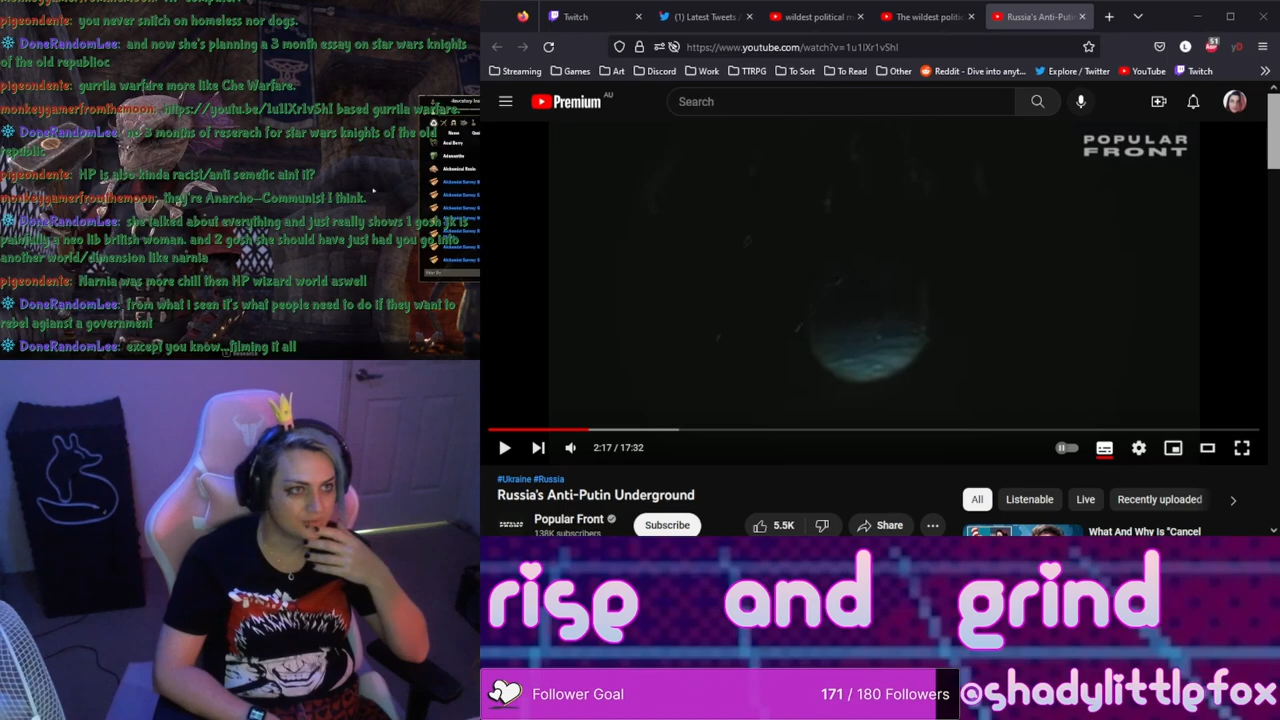 pigeondente: you never snitch on homeless nor dogs.
DoneRandomLee: and now she's planning a 3 month essay on star wars knights
of the old republioc
pigeondente: gurrila warfare more like Che Warfare.
monkeygamerfromthemoon: https://youtu.be/1u1lXr1vShI based gurrila warfare.
DoneRandomLee: no 3 months of reserach for star wars knights of the old
republic
pigeondente: HP is also kinda racist/anti semetic aint it?
monkeygamerfromthemoon: they're Anarcho-Communist I think.
DoneRandomLee: she talked about everything and just really shows 1 gosh jk is
painfully a neo lib british woman. and 2 gosh she should have just had you go into
another world/dimension like narnia
pigeondente: Narnia was more chill then HP wizard world aswell
DoneRandomLee: from what I seen it's what people need to do if they want to
rebel agianst a government
DoneRandomLee: except you know...filming it all
Name
Acai Berry
Adamantite
Alchemical Resin
Research
Twitch
(1) Latest Tweets /
wildest political m
The wildest politi
Russia's Anti-Putin
https://www.youtube.com/watch?v=1u1lXr1vShI
51
Streaming
Games
Art
Discord
Work
TTRPG
To Sort
To Read
Other
Reddit - Dive into anyt...
Explore / Twitter
YouTube
Twitch
Premium AU
Search
POPULAR
FRONT
2:17 / 17:32
#Ukraine #Russia
Russia's Anti-Putin Underground
Popular Front
138K subscribers
Subscribe
5.5K
Share
All
Listenable
Live
Recently uploaded
What And Why Is "Cancel
rise and grind
Follower Goal
171 / 180 Followers
@shadylittlefox